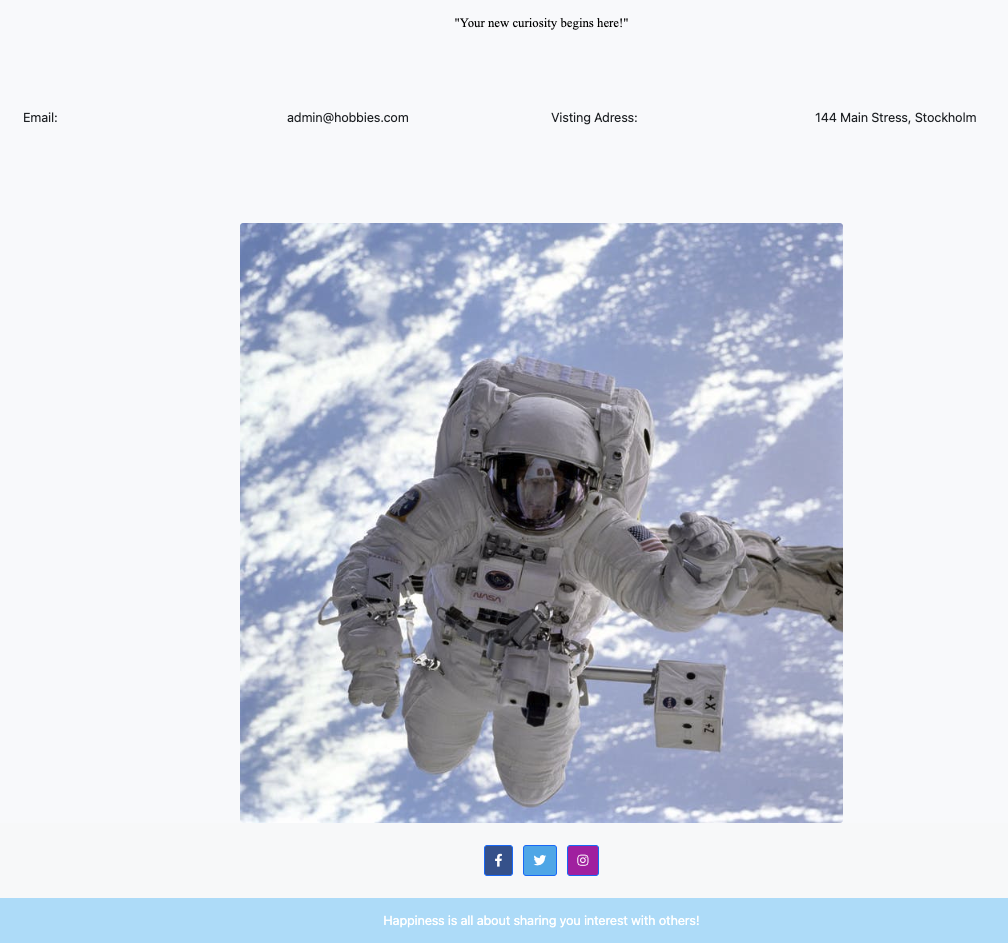 "Your new curiosity begins here!"
Email: admin@hobbies.com Visting Adress: 144 Main Stress, Stockholm
NASA
X+
Z+
Happiness is all about sharing you interest with others!